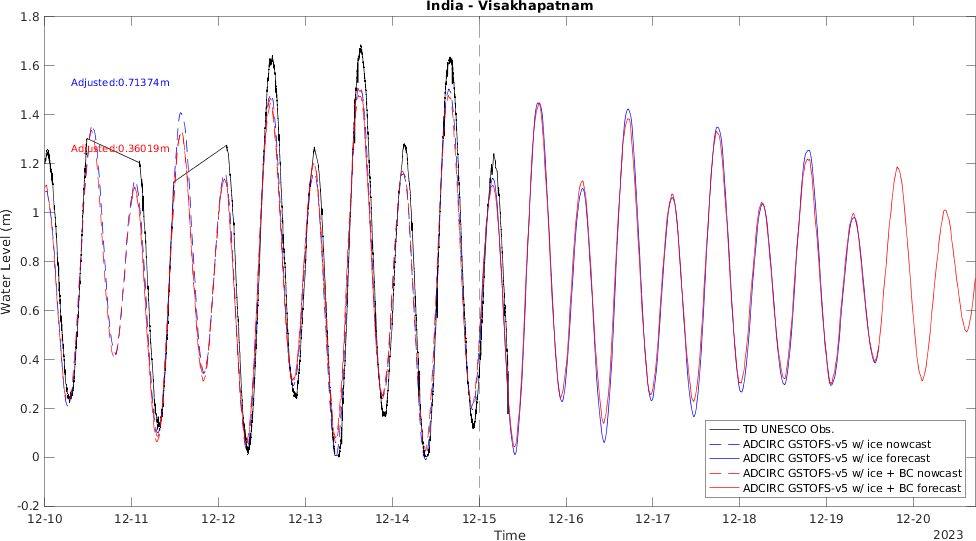 India - Visakhapatnam
1.8
1.6
1.4
1.2
1
0.8
0.6
0.4
0.2
0
-0.2
Water Level (m)
Adjusted:0.71374m
Adjusted:0.36019m
TD UNESCO Obs.
ADCIRC GSTOFS-v5 w/ ice nowcast
ADCIRC GSTOFS-v5 w/ ice forecast
ADCIRC GSTOFS-v5 w/ ice + BC nowcast
ADCIRC GSTOFS-v5 w/ ice + BC forecast
12-10 12-11 12-12 12-13 12-14 12-15 12-16 12-17 12-18 12-19 12-20
Time
2023